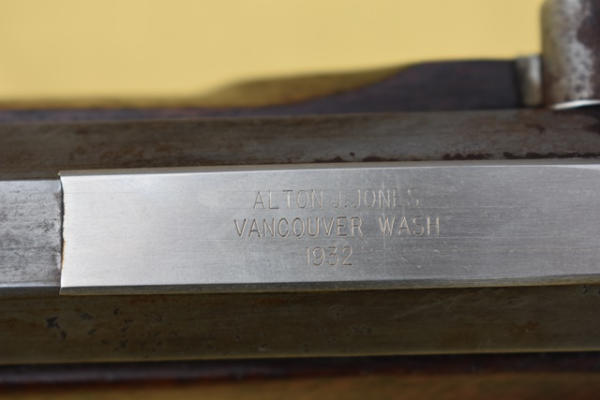 ALTON J. JONES
VANCOUVER WASH
1932